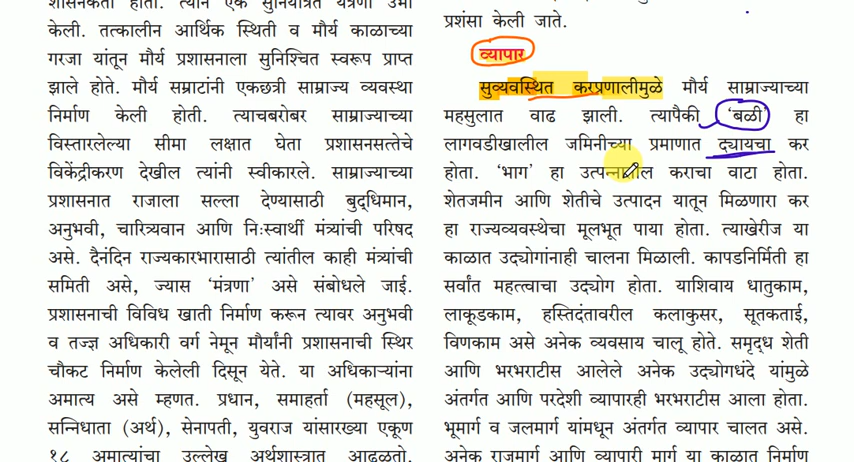 शासनकर्ता होता. त्याने एक सुनियंत्रित यंत्रणा उभी
केली. तत्कालीन आर्थिक स्थिती व मौर्य काळाच्या
गरजा यांतून मौर्य प्रशासनाला सुनिश्चित स्वरूप प्राप्त
झाले होते. मौर्य सम्राटांनी एकछत्री साम्राज्य व्यवस्था
निर्माण केली होती. त्याचबरोबर साम्राज्याच्या
विस्तारलेल्या सीमा लक्षात घेता प्रशासनसत्तेचे
विकेंद्रीकरण देखील त्यांनी स्वीकारले. साम्राज्याच्या
प्रशासनात राजाला सल्ला देण्यासाठी बुद्धिमान,
अनुभवी, चारित्र्यवान आणि निःस्वार्थी मंत्र्यांची परिषद
असे. दैनंदिन राज्यकारभारासाठी त्यांतील काही मंत्र्यांची
समिती असे, ज्यास ‘मंत्रणा’ असे संबोधले जाई.
प्रशासनाची विविध खाती निर्माण करून त्यावर अनुभवी
व तज्ज्ञ अधिकारी वर्ग नेमून मौर्यांनी प्रशासनाची स्थिर
चौकट निर्माण केलेली दिसून येते. या अधिकाऱ्यांना
अमात्य असे म्हणत. प्रधान, समाहर्ता (महसूल),
सन्निधाता (अर्थ), सेनापती, युवराज यांसारख्या एकूण
१८ अमात्यांचा उल्लेख अर्थशास्त्रात आढळतो.
प्रशंसा केली जाते.
व्यापार
सुव्यवस्थित करप्रणालीमुळे मौर्य साम्राज्याच्या
महसुलात वाढ झाली. त्यापैकी ‘बळी’ हा
लागवडीखालील जमिनीच्या प्रमाणात द्यायचा कर
होता. ‘भाग’ हा उत्पन्नातील कराचा वाटा होता.
शेतजमीन आणि शेतीचे उत्पादन यातून मिळणारा कर
हा राज्यव्यवस्थेचा मूलभूत पाया होता. त्याखेरीज या
काळात उद्योगांनाही चालना मिळाली. कापडनिर्मिती हा
सर्वांत महत्त्वाचा उद्योग होता. याशिवाय धातुकाम,
लाकूडकाम, हस्तिदंतावरील कलाकुसर, सूतकताई,
विणकाम असे अनेक व्यवसाय चालू होते. समृद्ध शेती
आणि भरभराटीस आलेले अनेक उद्योगधंदे यांमुळे
अंतर्गत आणि परदेशी व्यापारही भरभराटीस आला होता.
भूमार्ग व जलमार्ग यांमधून अंतर्गत व्यापार चालत असे.
अनेक राजमार्ग आणि व्यापारी मार्ग या काळात निर्माण